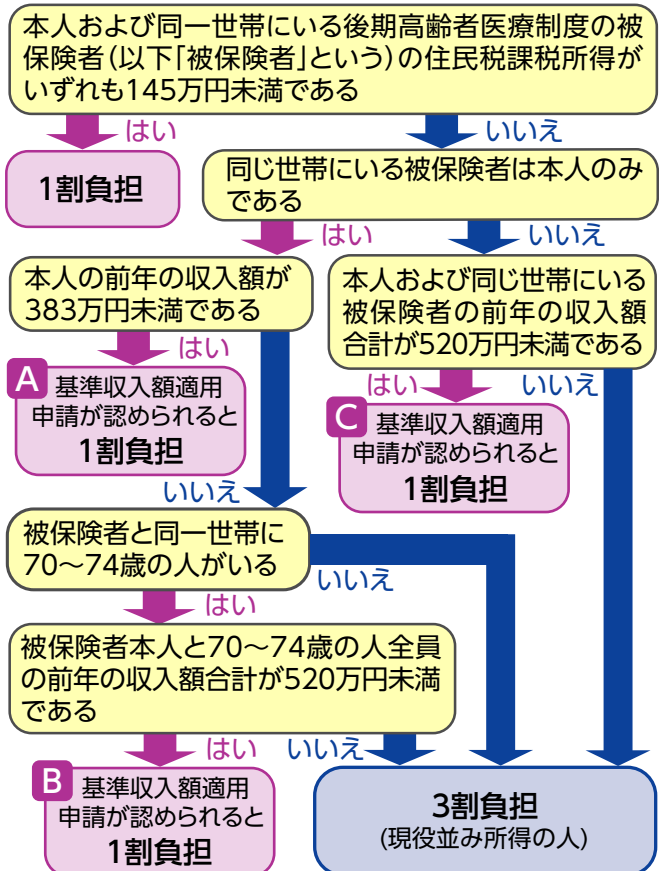 本人および同一世帯にいる後期高齢者医療制度の被
保険者(以下「被保険者」という)の住民税課税所得が
いずれも145万円未満である
はい
いいえ
1割負担
同じ世帯にいる被保険者は本人のみ
である
はい
いいえ
本人の前年の収入額が
383万円未満である
本人および同じ世帯にいる
被保険者の前年の収入額
合計が520万円未満である
はい
はい
いいえ
A 基準収入額適用
申請が認められると
1割負担
C 基準収入額適用
申請が認められると
1割負担
いいえ
被保険者と同一世帯に
70〜74歳の人がいる
いいえ
はい
被保険者本人と70〜74歳の人全員
の前年の収入額合計が520万円未満
である
はい
いいえ
B 基準収入額適用
申請が認められると
1割負担
3割負担
(現役並み所得の人)